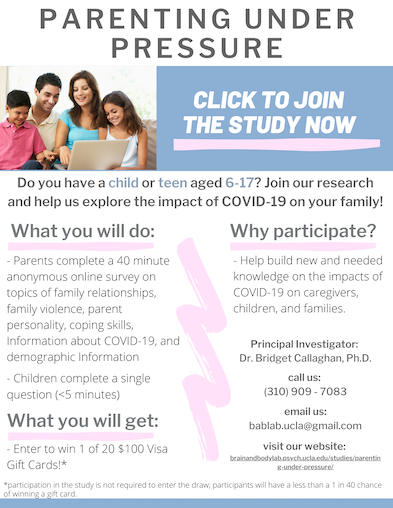 PARENTING UNDER
PRESSURE
CLICK TO JOIN
THE STUDY NOW
Do you have a child or teen aged 6-17? Join our research
and help us explore the impact of COVID-19 on your family!
What you will do:
- Parents complete a 40 minute
anonymous online survey on
topics of family relationships,
family violence, parent
personality, coping skills,
Information about COVID-19, and
demographic Information
- Children complete a single
question (<5 minutes)
What you will get:
- Enter to win 1 of 20 $100 Visa
Gift Cards!*
Why participate?
- Help build new and needed
knowledge on the impacts of
COVID-19 on caregivers,
children, and families.
Principal Investigator:
Dr. Bridget Callaghan, Ph.D.
call us:
(310) 909 - 7083
email us:
bablab.ucla@gmail.com
visit our website:
brainandbodylab.psych.ucla.edu/studies/parentin
g-under-pressure/
*participation in the study is not required to enter the draw, participants will have a less than a 1 in 40 chance
of winning a gift card.